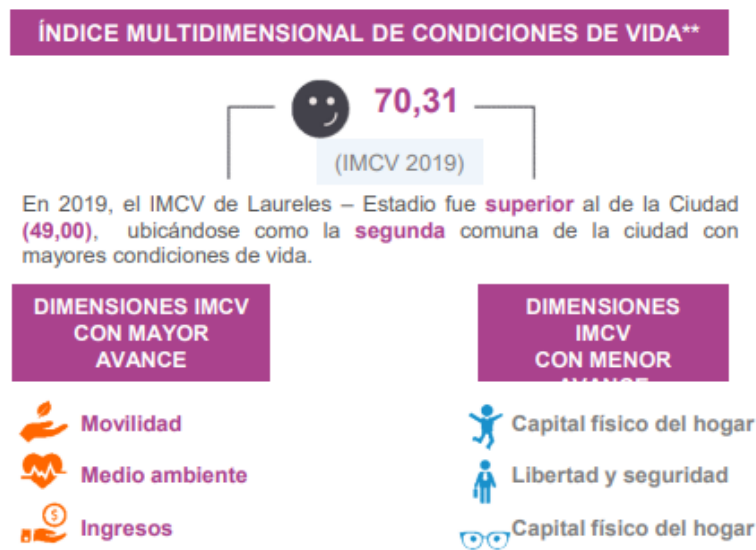 ÍNDICE MULTIDIMENSIONAL DE CONDICIONES DE VIDA**
70,31
(IMCV 2019)
En 2019, el IMCV de Laureles – Estadio fue superior al de la Ciudad
(49,00), ubicándose como la segunda comuna de la ciudad con
mayores condiciones de vida.
DIMENSIONES IMCV
CON MAYOR
AVANCE
DIMENSIONES
IMCV
CON MENOR
AVANCE
Movilidad
Capital físico del hogar
Medio ambiente
Libertad y seguridad
$
Ingresos
Capital físico del hogar